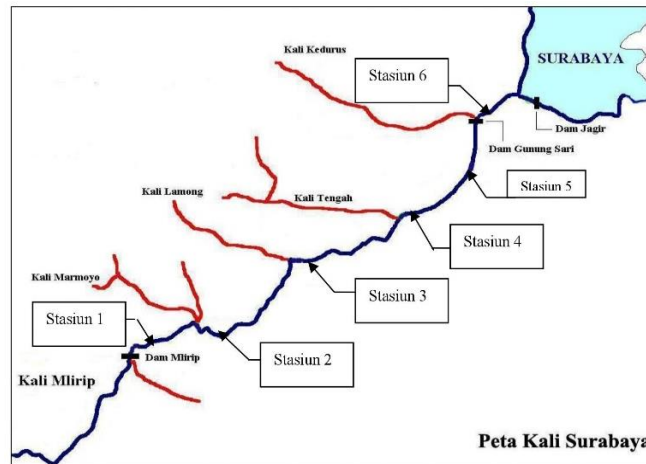 Kali Kedurus
Stasiun 6
SURABAYA
Dam Jagir
Dam Gunung Sari
Stasiun 5
Kali Lamong
Kali Tengah
Stasiun 4
Kali Marmoyo
Stasiun 3
Stasiun 1
Dam Mlirip
Stasiun 2
Kali Mlirip
Peta Kali Surabaya